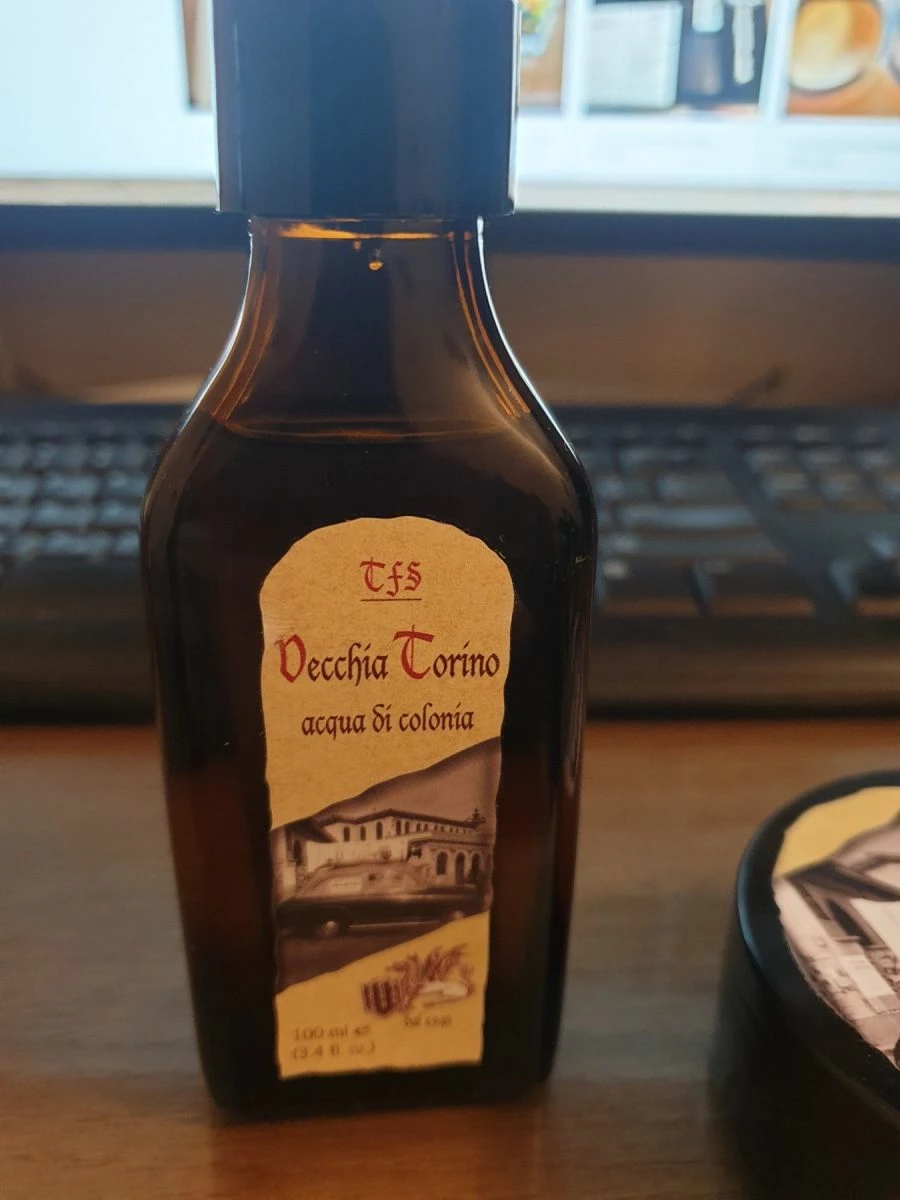 TfS
Vecchia Torino
acqua di colonia
100 ml e
(3.4 fl. oz.)